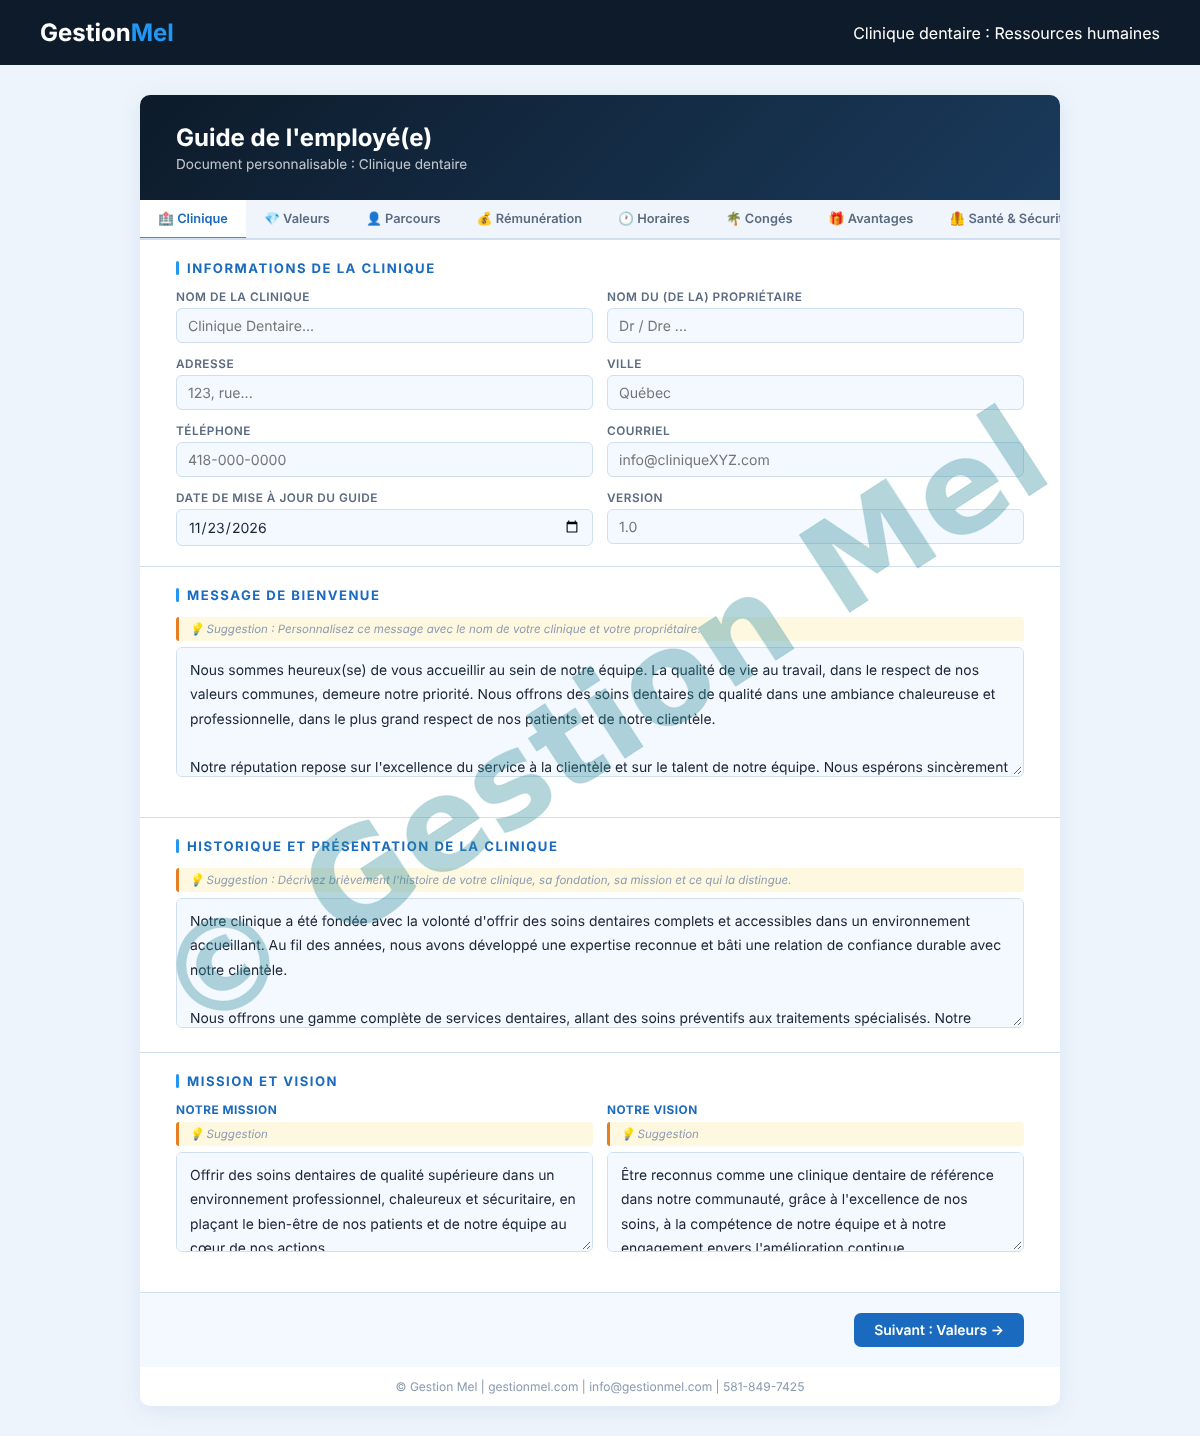 GestionMel
Clinique dentaire : Ressources humaines
Guide de l'employé(e)
Document personnalisable : Clinique dentaire
🏥 Clinique
💎 Valeurs
👤 Parcours
💰 Rémunération
🕐 Horaires
🌴 Congés
🎁 Avantages
🦺 Santé & Sécurit
INFORMATIONS DE LA CLINIQUE
NOM DE LA CLINIQUE
NOM DU (DE LA) PROPRIÉTAIRE
Clinique Dentaire...
Dr / Dre ...
ADRESSE
VILLE
123, rue...
Québec
TÉLÉPHONE
COURRIEL
418-000-0000
info@cliniqueXYZ.com
DATE DE MISE À JOUR DU GUIDE
VERSION
11/23/2026
1.0
MESSAGE DE BIENVENUE
💡 Suggestion : Personnalisez ce message avec le nom de votre clinique et votre propriétaire.
Nous sommes heureux(se) de vous accueillir au sein de notre équipe. La qualité de vie au travail, dans le respect de nos
valeurs communes, demeure notre priorité. Nous offrons des soins dentaires de qualité dans une ambiance chaleureuse et
professionnelle, dans le plus grand respect de nos patients et de notre clientèle.
Notre réputation repose sur l'excellence du service à la clientèle et sur le talent de notre équipe. Nous espérons sincèrement
HISTORIQUE ET PRÉSENTATION DE LA CLINIQUE
💡 Suggestion : Décrivez brièvement l'histoire de votre clinique, sa fondation, sa mission et ce qui la distingue.
Notre clinique a été fondée avec la volonté d'offrir des soins dentaires complets et accessibles dans un environnement
accueillant. Au fil des années, nous avons développé une expertise reconnue et bâti une relation de confiance durable avec
notre clientèle.
Nous offrons une gamme complète de services dentaires, allant des soins préventifs aux traitements spécialisés. Notre
MISSION ET VISION
NOTRE MISSION
💡 Suggestion
Offrir des soins dentaires de qualité supérieure dans un
environnement professionnel, chaleureux et sécuritaire, en
plaçant le bien-être de nos patients et de notre équipe au
cœur de nos actions.
NOTRE VISION
💡 Suggestion
Être reconnus comme une clinique dentaire de référence
dans notre communauté, grâce à l'excellence de nos
soins, à la compétence de notre équipe et à notre
engagement envers l'amélioration continue.
Suivant : Valeurs →
© Gestion Mel | gestionmel.com | info@gestionmel.com | 581-849-7425
© Gestion Mel